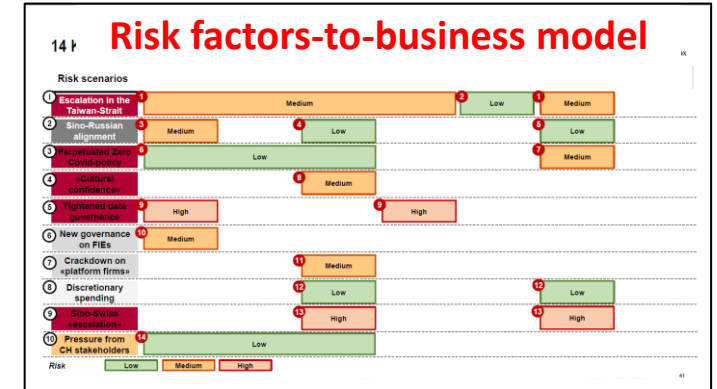 Risk factors-to-business model
14
Risk scenarios
I Escalation in the Taiwan-Strait 1 Medium 2 Low 1 Medium
2 Sino-Russian alignment 3 Medium 4 Low 5 Low
3 Perpetuated Zero Covid-policy 6 Low 7 Medium
4 «Cultural confidence» 8 Medium
5 Tightened data governance 9 High 9 High
6 New governance on FIEs 10 Medium
7 Crackdown on «platform firms» 11 Medium
8 Discretionary spending 12 Low 12 Low
9 Sino-Swiss «escalation» 13 High 13 High
10 Pressure from CH stakeholders 14 Low
Risk Low Medium High
41